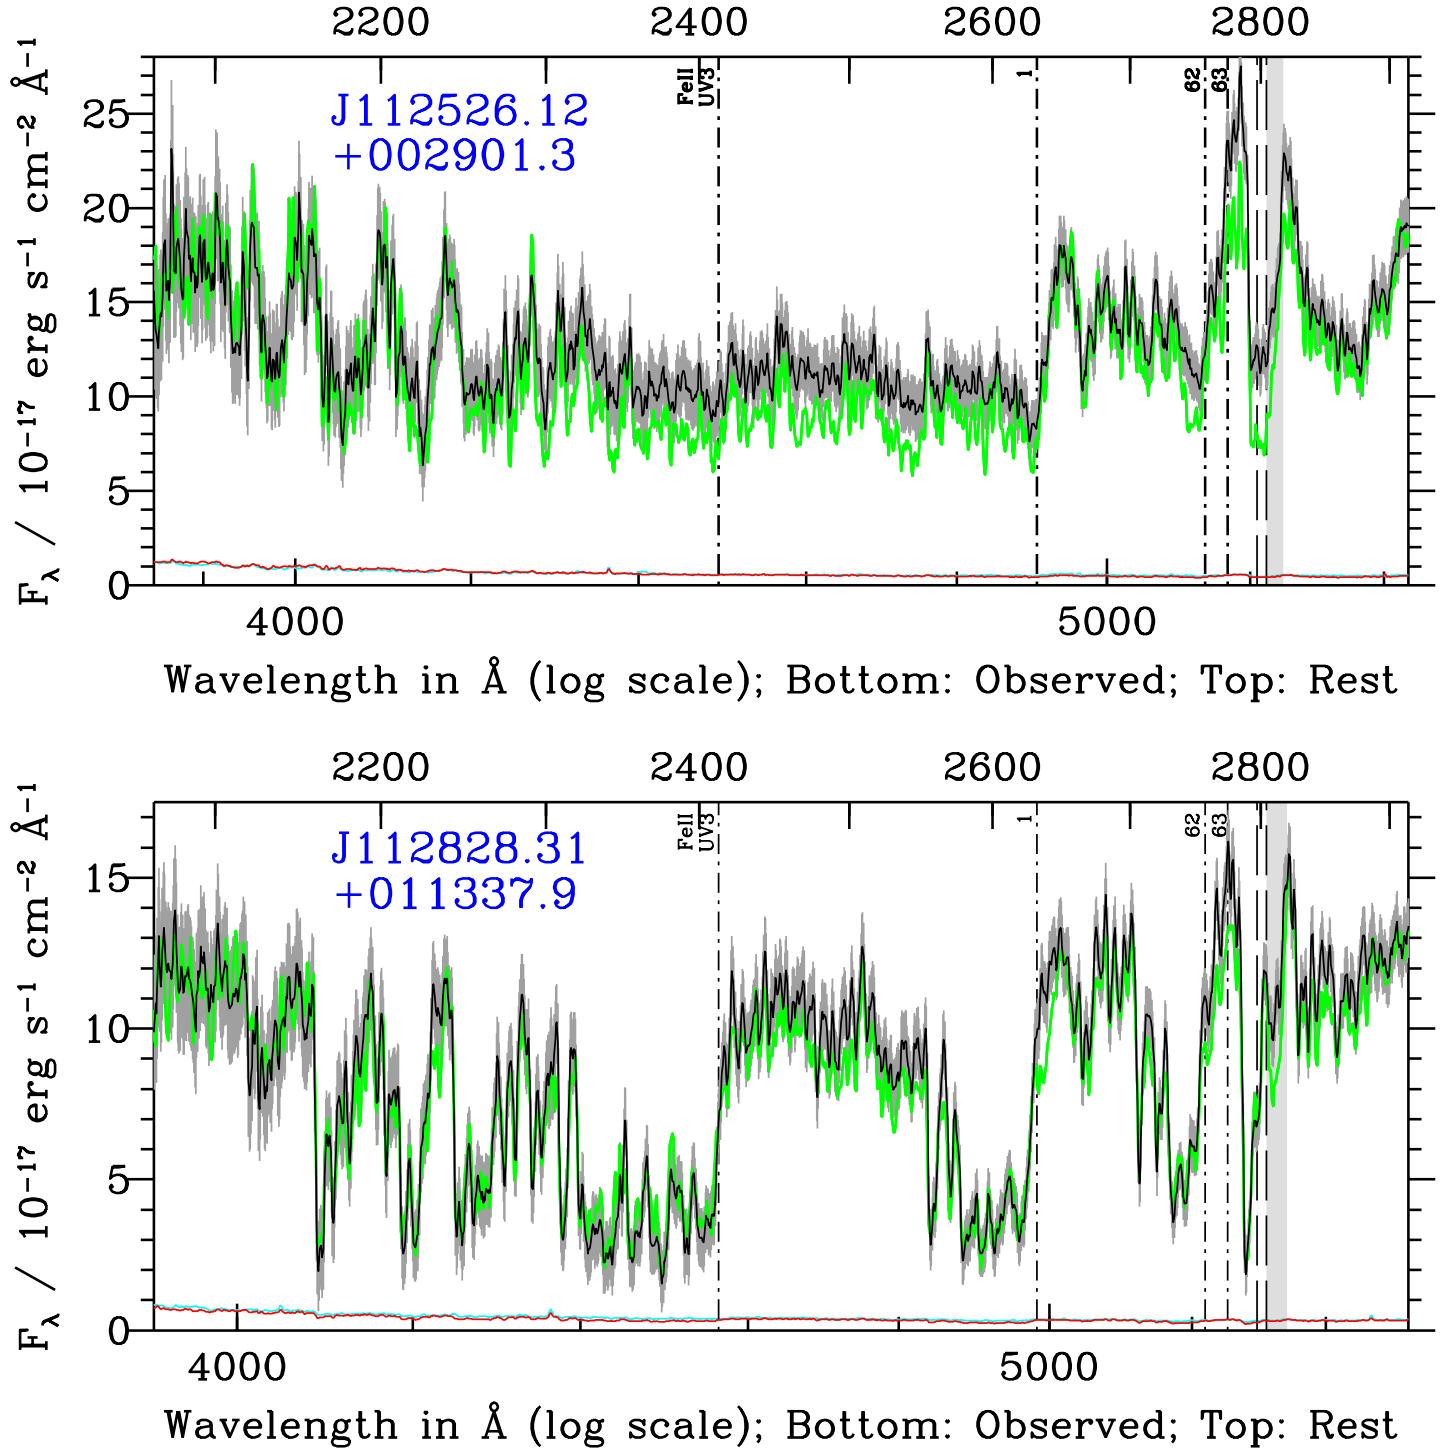 2200 2400 2600 2800
FeII
UV3
1
62
63
J112526.12
+002901.3
25
20
15
10
5
0
F λ / 10−17 erg s−1 cm−2 Å−1
4000 5000
Wavelength in Å (log scale); Bottom: Observed; Top: Rest
2200 2400 2600 2800
FeII
UV3
1
62
63
J112828.31
+011337.9
15
10
5
0
F λ / 10−17 erg s−1 cm−2 Å−1
4000 5000
Wavelength in Å (log scale); Bottom: Observed; Top: Rest